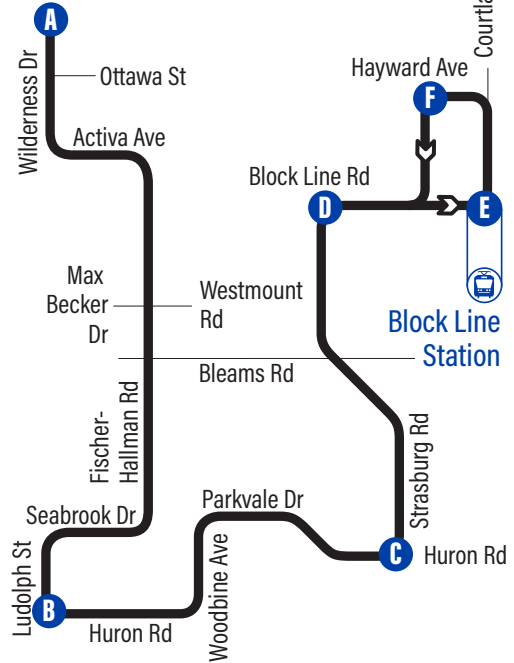 A
Wilderness Dr
Ottawa St
Activa Ave
Hayward Ave
F
Block Line Rd
D
E
Max
Becker
Dr
Westmount
Rd
Block Line
Station
Bleams Rd
Fischer-
Hallman Rd
Strasburg Rd
Seabrook Dr
Parkvale Dr
Ludolph St
B
Huron Rd
Woodbine Ave
C
Huron Rd